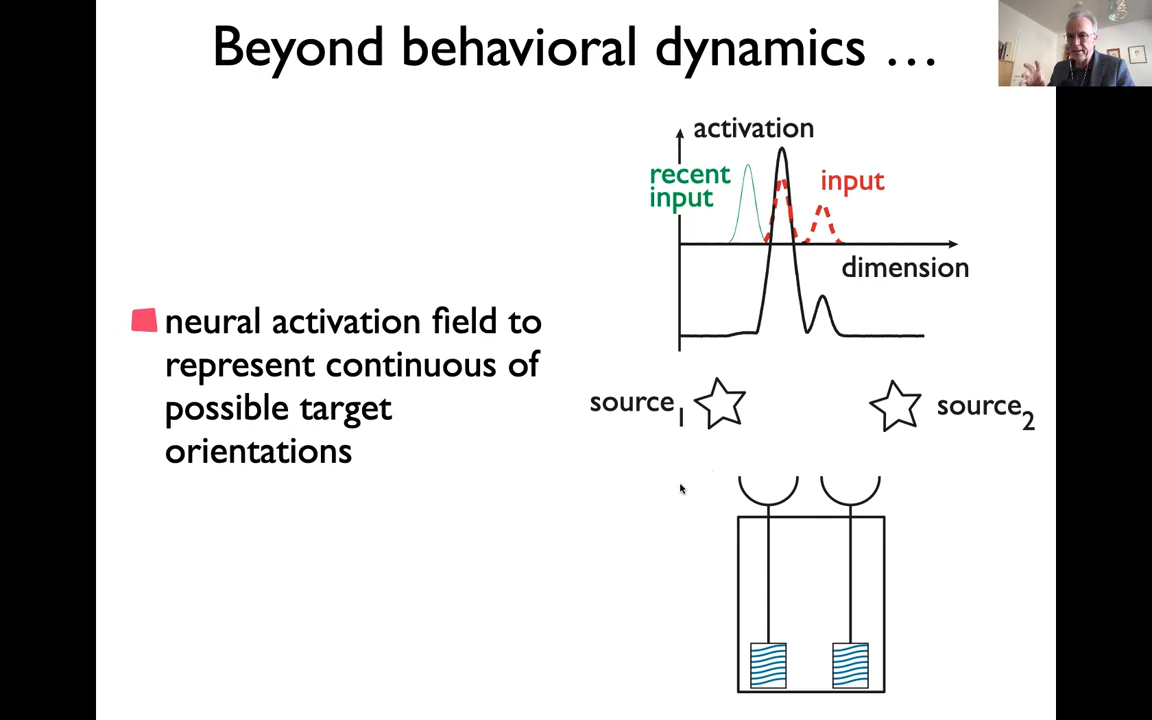 Beyond behavioral dynamics …
activation
recent
input
input
dimension
neural activation field to
represent continuous of
possible target
orientations
source1
source2